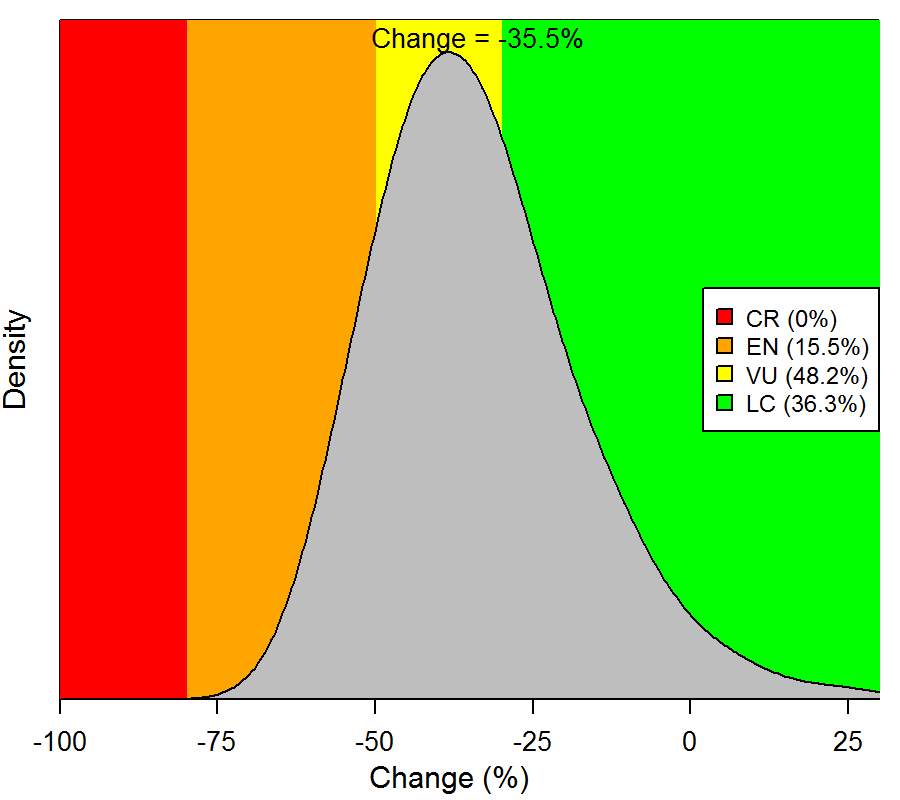 Change = -35.5%
Density
CR (0%)
EN (15.5%)
VU (48.2%)
LC (36.3%)
-100 -75 -50 -25 0 25
Change (%)